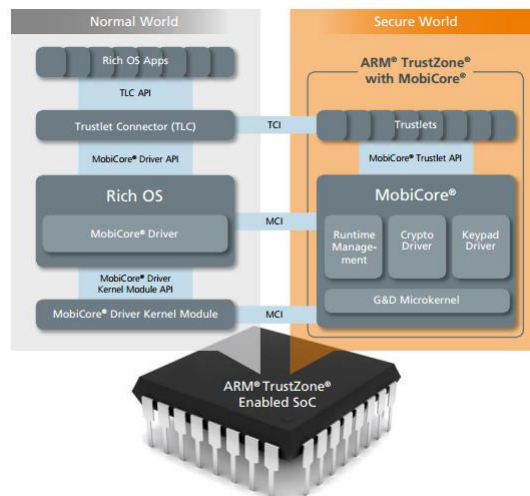 Normal World
Secure World
Rich OS Apps
TLC API
Trustlet Connector (TLC)
MobiCore® Driver API
Rich OS
MobiCore® Driver
MobiCore® Driver
Kernel Module API
MobiCore® Driver Kernel Module
TCI
MCI
MCI
ARM® TrustZone®
with MobiCore®
Trustlets
MobiCore® Trustlet API
MobiCore®
Runtime
Manage-
ment
Crypto
Driver
Keypad
Driver
G&D Microkernel
ARM® TrustZone®
Enabled SoC